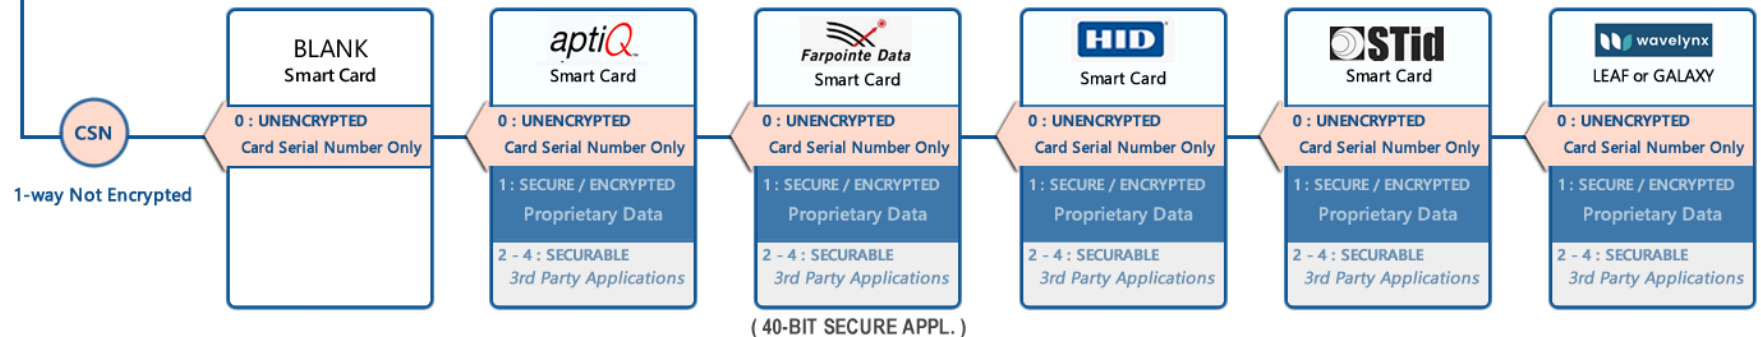 CSN
1-way Not Encrypted
BLANK
Smart Card
0 : UNENCRYPTED
Card Serial Number Only
aptiQ™
Smart Card
0 : UNENCRYPTED
Card Serial Number Only
1 : SECURE / ENCRYPTED
Proprietary Data
2 - 4 : SECURABLE
3rd Party Applications
Farpointe Data
Smart Card
0 : UNENCRYPTED
Card Serial Number Only
1 : SECURE / ENCRYPTED
Proprietary Data
2 - 4 : SECURABLE
3rd Party Applications
( 40-BIT SECURE APPL. )
HID
Smart Card
0 : UNENCRYPTED
Card Serial Number Only
1 : SECURE / ENCRYPTED
Proprietary Data
2 - 4 : SECURABLE
3rd Party Applications
STid
Smart Card
0 : UNENCRYPTED
Card Serial Number Only
1 : SECURE / ENCRYPTED
Proprietary Data
2 - 4 : SECURABLE
3rd Party Applications
wavelynx
LEAF or GALAXY
0 : UNENCRYPTED
Card Serial Number Only
1 : SECURE / ENCRYPTED
Proprietary Data
2 - 4 : SECURABLE
3rd Party Applications